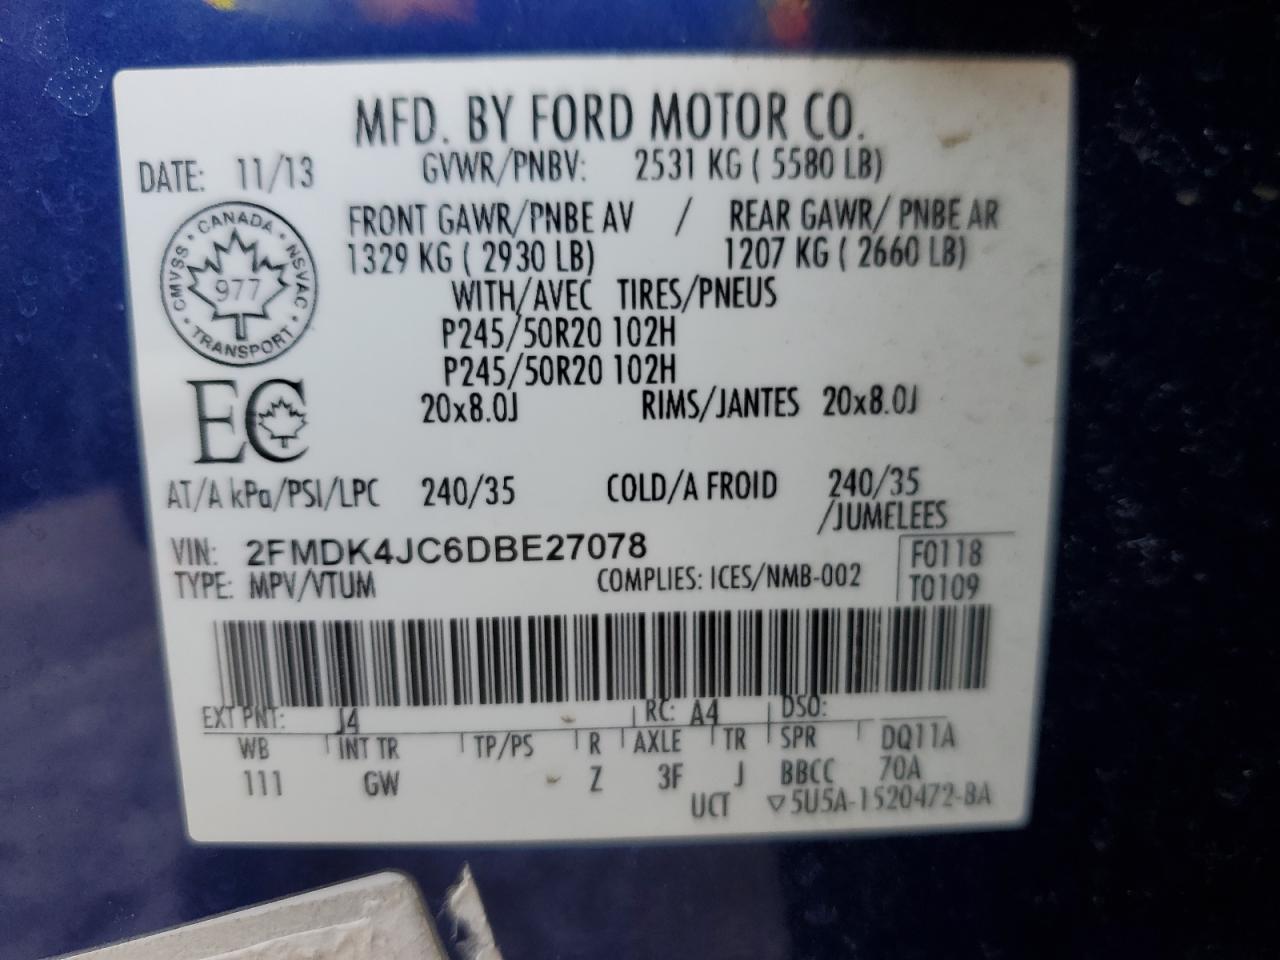 MFD. BY FORD MOTOR CO.
DATE: 11/13 GVWR/PNBV: 2531 KG ( 5580 LB)
FRONT GAWR/PNBE AV / REAR GAWR/ PNBE AR
1329 KG ( 2930 LB) 1207 KG ( 2660 LB)
WITH/AVEC TIRES/PNEUS
P245/50R20 102H
P245/50R20 102H
20x8.0J RIMS/JANTES 20x8.0J
CANADA
CMVSS · NSVAC
977
TRANSPORT
EC
AT/A kPa/PSI/LPC 240/35 COLD/A FROID 240/35
/JUMELEES
VIN: 2FMDK4JC6DBE27078
TYPE: MPV/VTUM COMPLIES: ICES/NMB-002
F0118
T0109
EXT PNT: J4 RC: A4 DSO:
WB INT TR TP/PS R AXLE TR SPR DQ11A
111 GW Z 3F J BBCC 70A
UCT ▽5U5A-1520472-BA